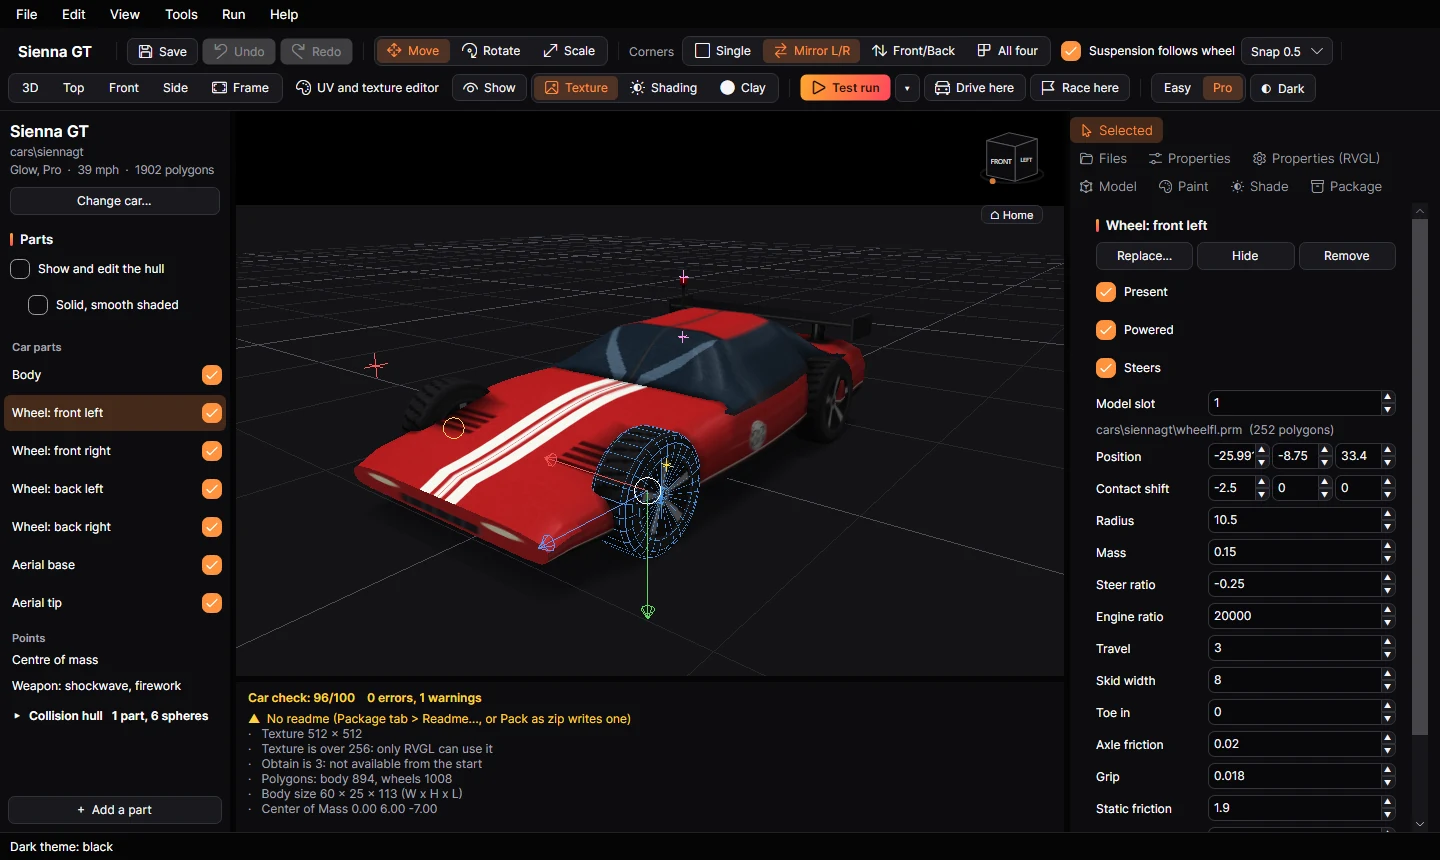 File Edit View Tools Run Help
Sienna GT Save Undo Redo Move Rotate Scale Corners Single Mirror L/R Front/Back All four Suspension follows wheel Snap 0.5
3D Top Front Side Frame UV and texture editor Show Texture Shading Clay Test run Drive here Race here Easy Pro Dark
Sienna GT
cars\siennagt
Glow, Pro · 39 mph · 1902 polygons
Change car...
Parts
Show and edit the hull
Solid, smooth shaded
Car parts
Body
Wheel: front left
Wheel: front right
Wheel: back left
Wheel: back right
Aerial base
Aerial tip
Points
Centre of mass
Weapon: shockwave, firework
Collision hull 1 part, 6 spheres
+ Add a part
FRONT LEFT
Home
Car check: 96/100 0 errors, 1 warnings
No readme (Package tab > Readme..., or Pack as zip writes one)
· Texture 512 × 512
· Texture is over 256: only RVGL can use it
· Obtain is 3: not available from the start
· Polygons: body 894, wheels 1008
· Body size 60 × 25 × 113 (W x H x L)
· Center of Mass 0.00 6.00 -7.00
Selected
Files Properties Properties (RVGL)
Model Paint Shade Package
Wheel: front left
Replace... Hide Remove
Present
Powered
Steers
Model slot 1
cars\siennagt\wheelfl.prm (252 polygons)
Position -25.99 -8.75 33.4
Contact shift -2.5 0 0
Radius 10.5
Mass 0.15
Steer ratio -0.25
Engine ratio 20000
Travel 3
Skid width 8
Toe in 0
Axle friction 0.02
Grip 0.018
Static friction 1.9
Dark theme: black